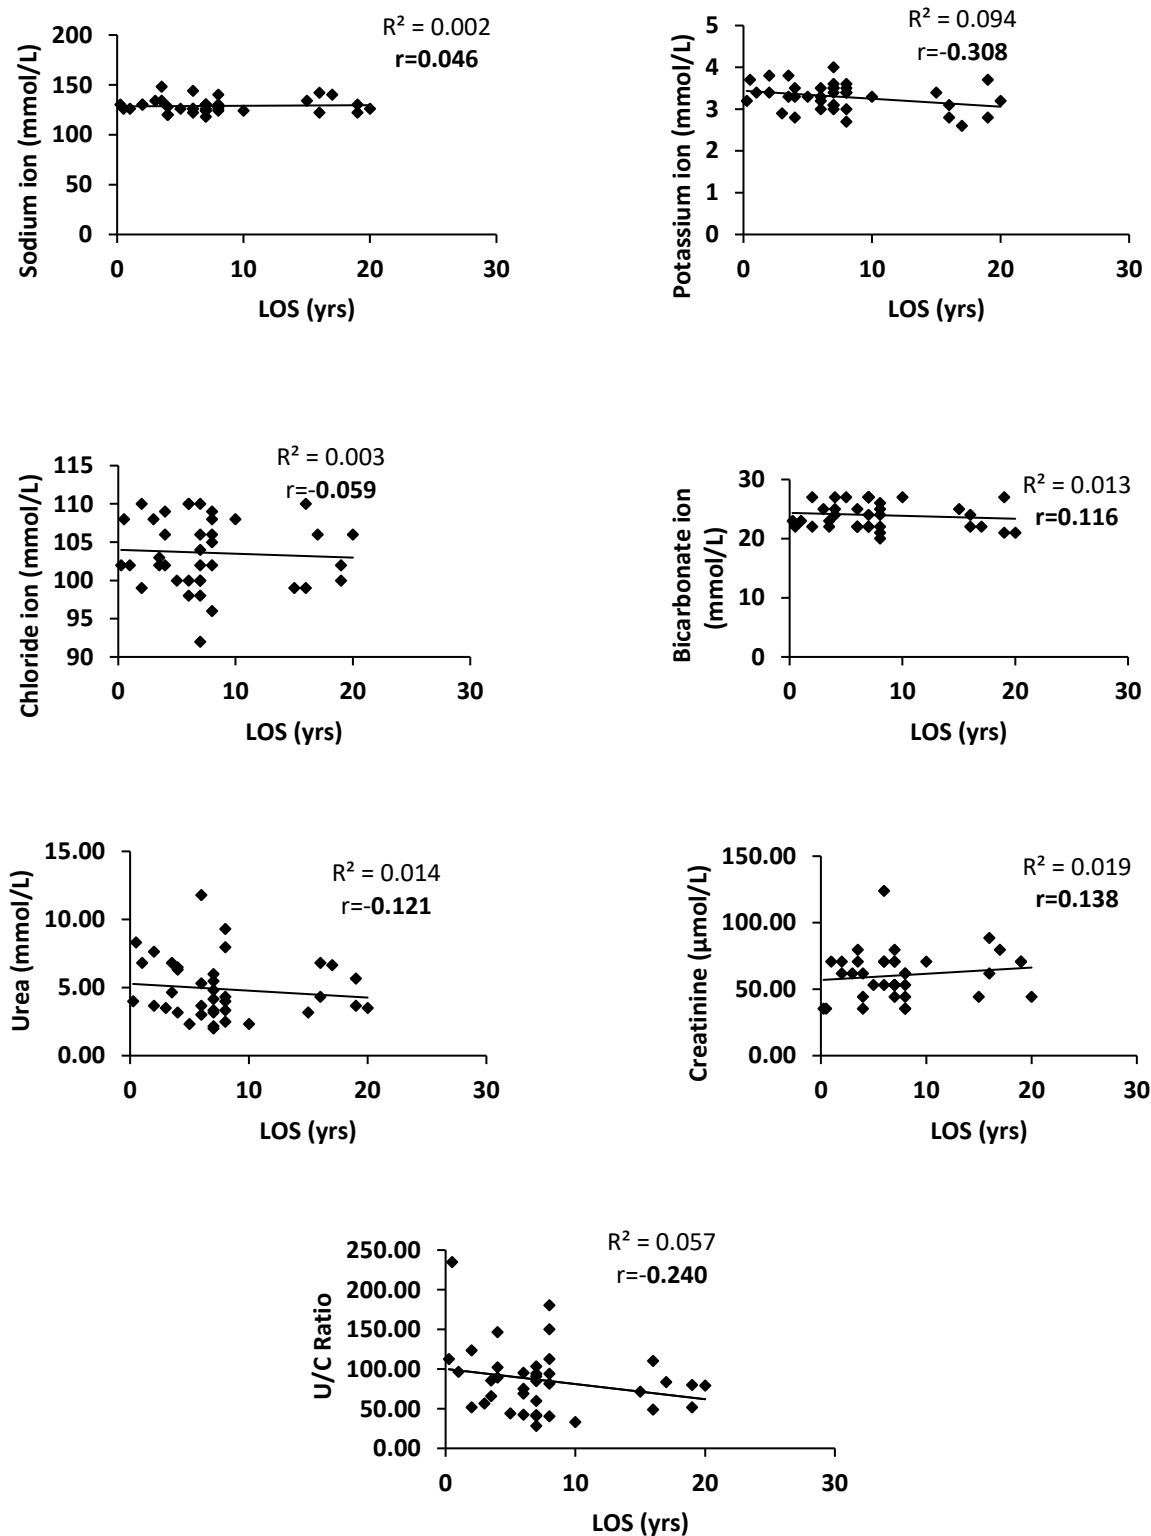 R² = 0.002
r=0.046
Sodium ion (mmol/L)
200
150
100
50
0
0 10 20 30
LOS (yrs)
R² = 0.094
r=-0.308
Potassium ion (mmol/L)
5
4
3
2
1
0
0 10 20 30
LOS (yrs)
R² = 0.003
r=-0.059
Chloride ion (mmol/L)
115
110
105
100
95
90
0 10 20 30
LOS (yrs)
R² = 0.013
r=0.116
Bicarbonate ion
(mmol/L)
30
20
10
0
0 10 20 30
LOS (yrs)
R² = 0.014
r=-0.121
Urea (mmol/L)
15.00
10.00
5.00
0.00
0 10 20 30
LOS (yrs)
R² = 0.019
r=0.138
Creatinine (µmol/L)
150.00
100.00
50.00
0.00
0 10 20 30
LOS (yrs)
R² = 0.057
r=-0.240
U/C Ratio
250.00
200.00
150.00
100.00
50.00
0.00
0 10 20 30
LOS (yrs)